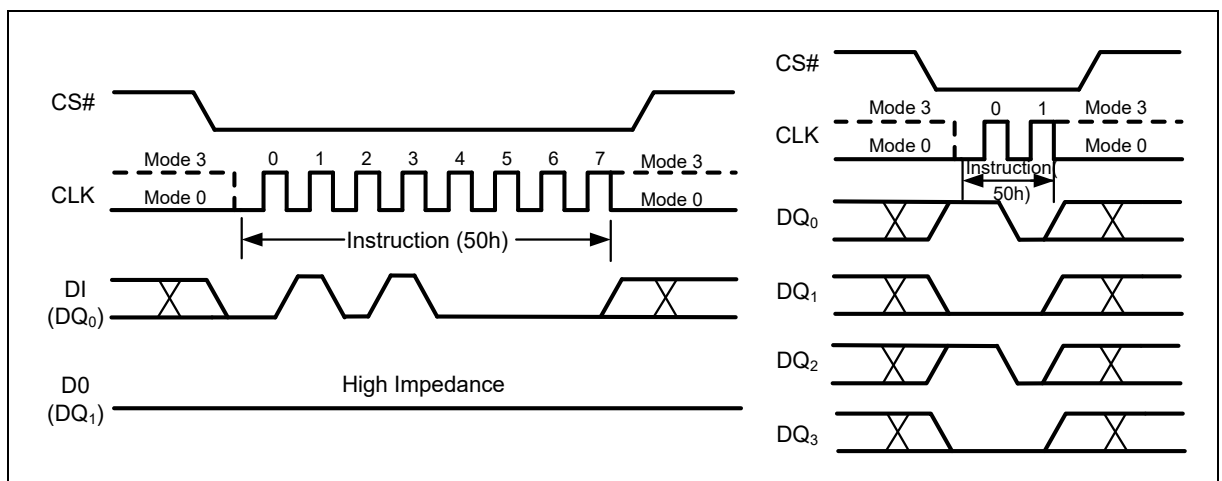 CS#
Mode 3 0 1 2 3 4 5 6 7 Mode 3
CLK
Mode 0 Mode 0
Instruction (50h)
DI
(DQ0)
D0
(DQ1)
High Impedance
CS#
Mode 3 0 1 Mode 3
CLK
Mode 0 Mode 0
Instruction(
50h)
DQ0
DQ1
DQ2
DQ3